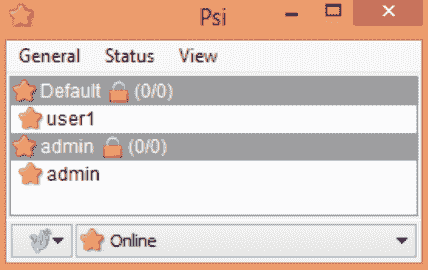 Psi
General Status View
Default (0/0)
user1
admin (0/0)
admin
Online